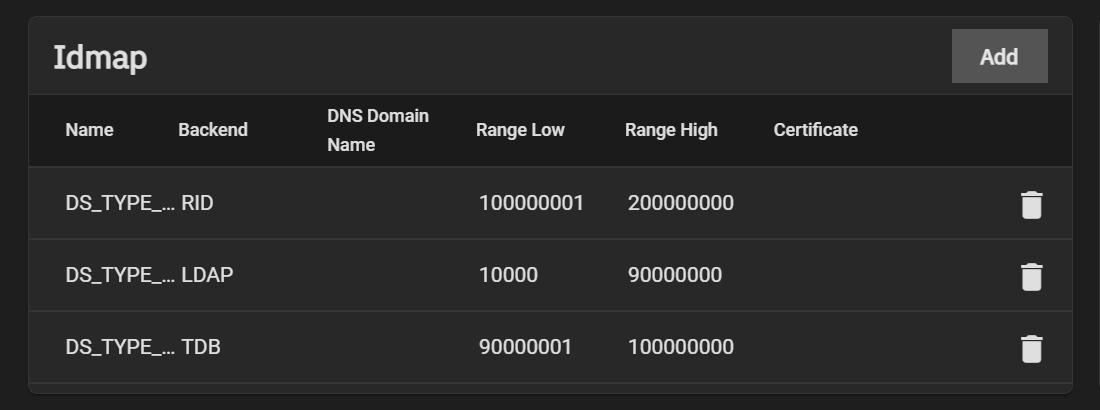 Idmap
Add
Name Backend DNS Domain Name Range Low Range High Certificate
DS_TYPE_... RID 100000001 200000000
DS_TYPE_... LDAP 10000 90000000
DS_TYPE_... TDB 90000001 100000000